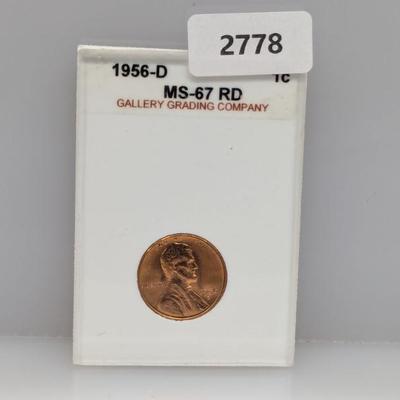 2778
1956-D 1c
MS-67 RD
GALLERY GRADING COMPANY